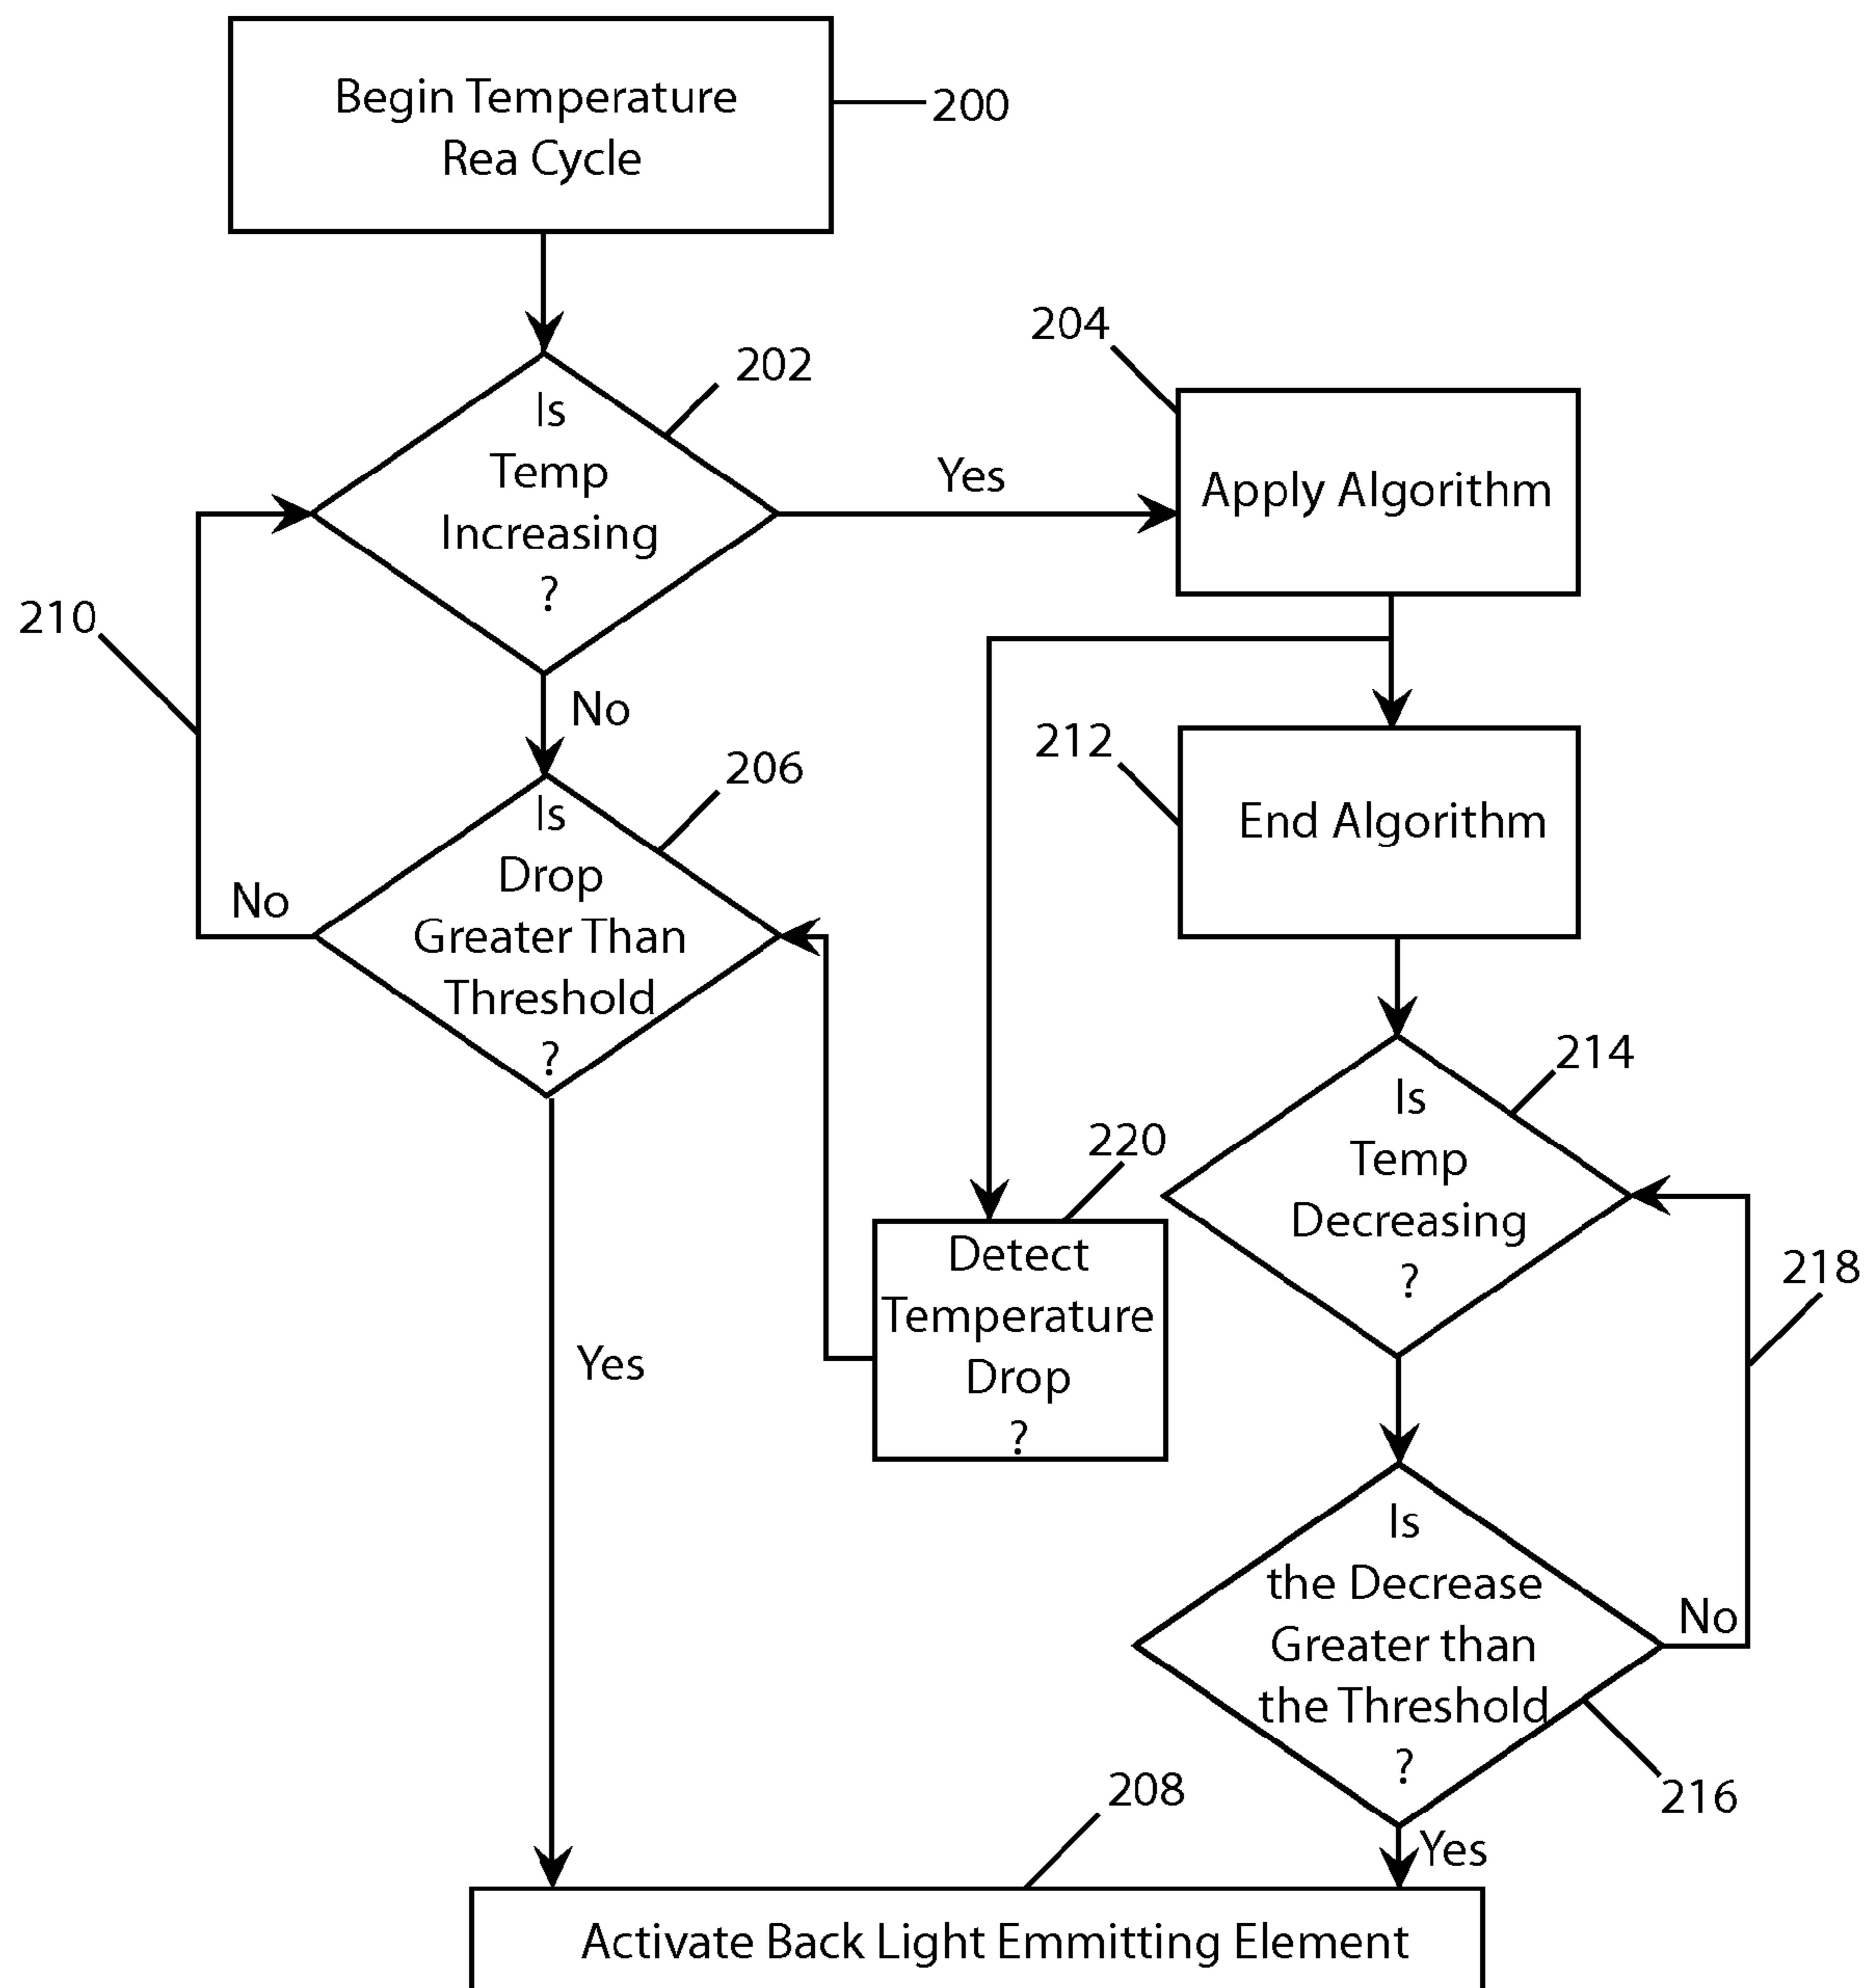 Begin Temperature
Rea Cycle
200
202
Is
Temp
Increasing
?
Yes
204
Apply Algorithm
210
No
206
Is
Drop
Greater Than
Threshold
?
No
212
End Algorithm
214
Is
Temp
Decreasing
?
220
Detect
Temperature
Drop
?
218
Yes
Is
the Decrease
Greater than
the Threshold
?
No
216
208
Yes
Activate Back Light Emmitting Element